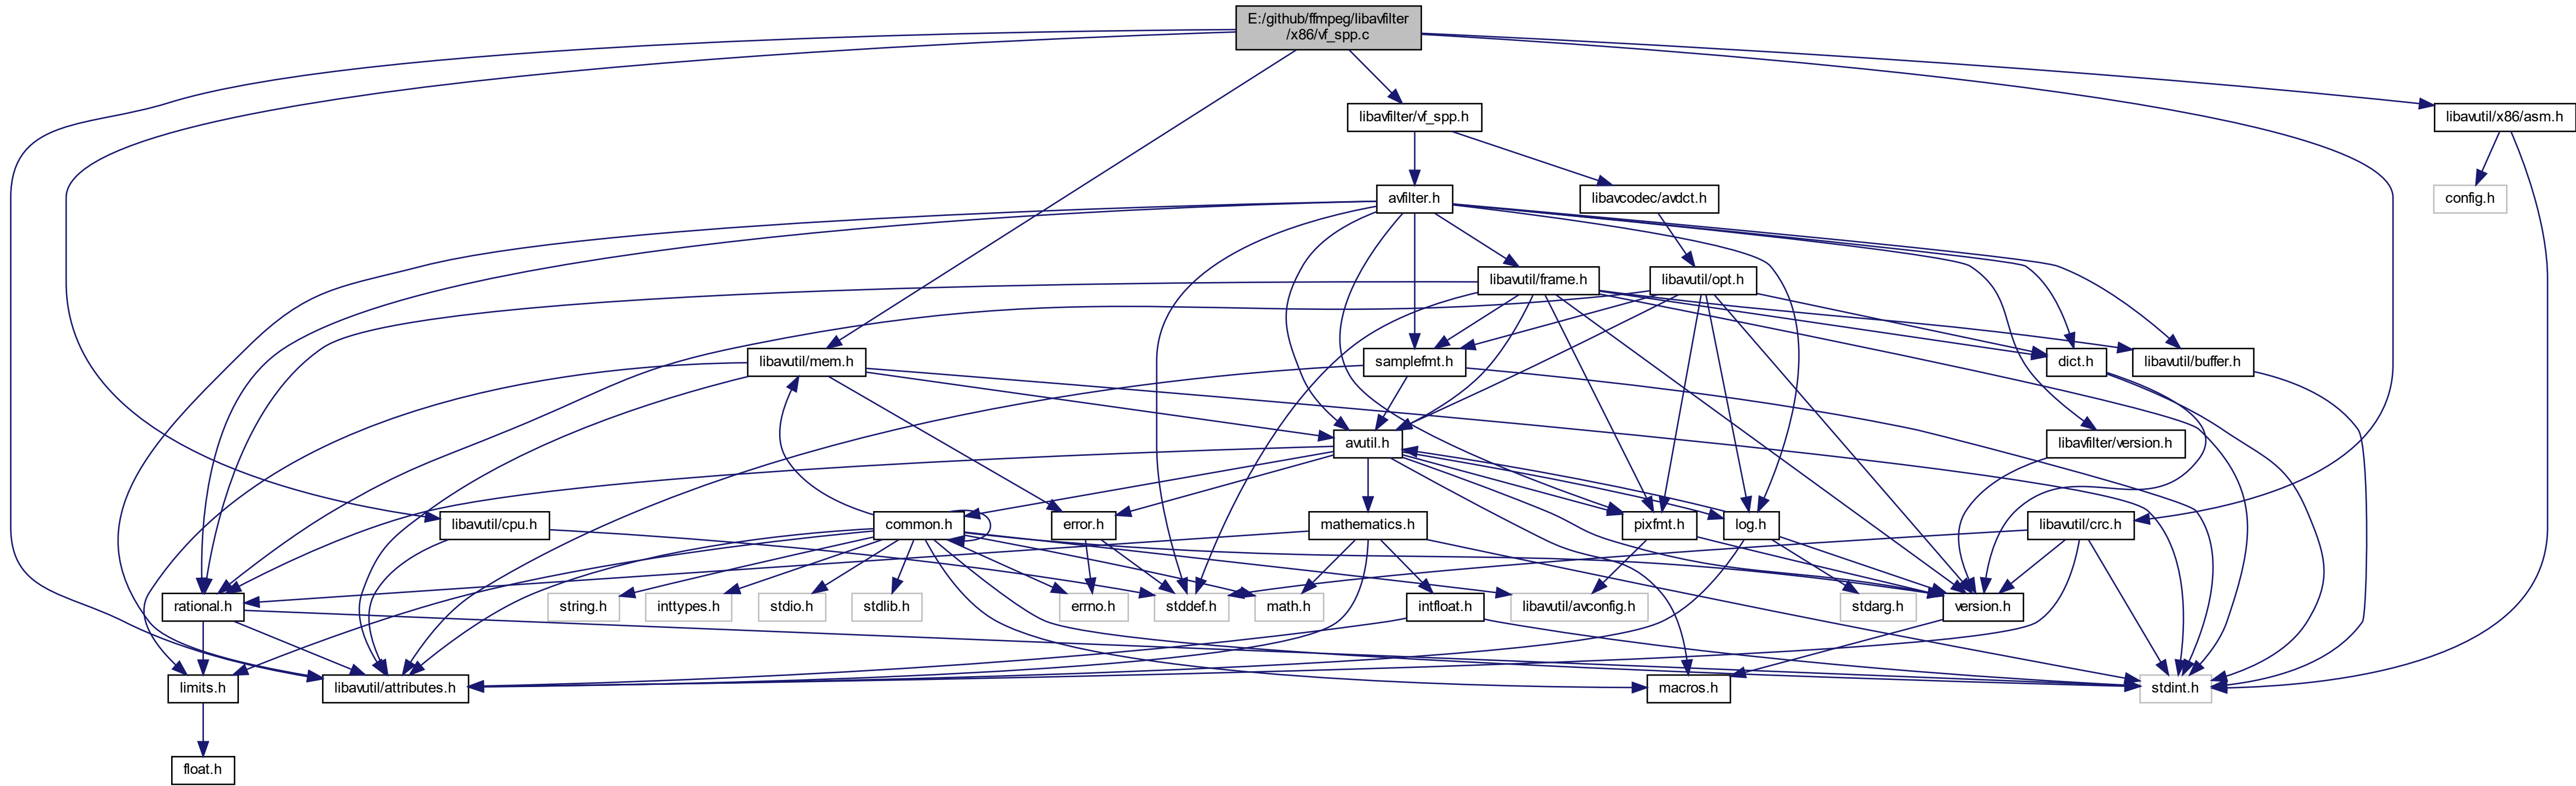 E:/github/ffmpeg/libavfilter
/x86/vf_spp.c
libavfilter/vf_spp.h
libavutil/x86/asm.h
avfilter.h
libavcodec/avdct.h
config.h
libavutil/frame.h
libavutil/opt.h
libavutil/mem.h
samplefmt.h
dict.h
libavutil/buffer.h
avutil.h
libavfilter/version.h
libavutil/cpu.h
common.h
error.h
mathematics.h
pixfmt.h
log.h
libavutil/crc.h
rational.h
string.h
inttypes.h
stdio.h
stdlib.h
errno.h
stddef.h
math.h
intfloat.h
libavutil/avconfig.h
stdarg.h
version.h
limits.h
libavutil/attributes.h
macros.h
stdint.h
float.h